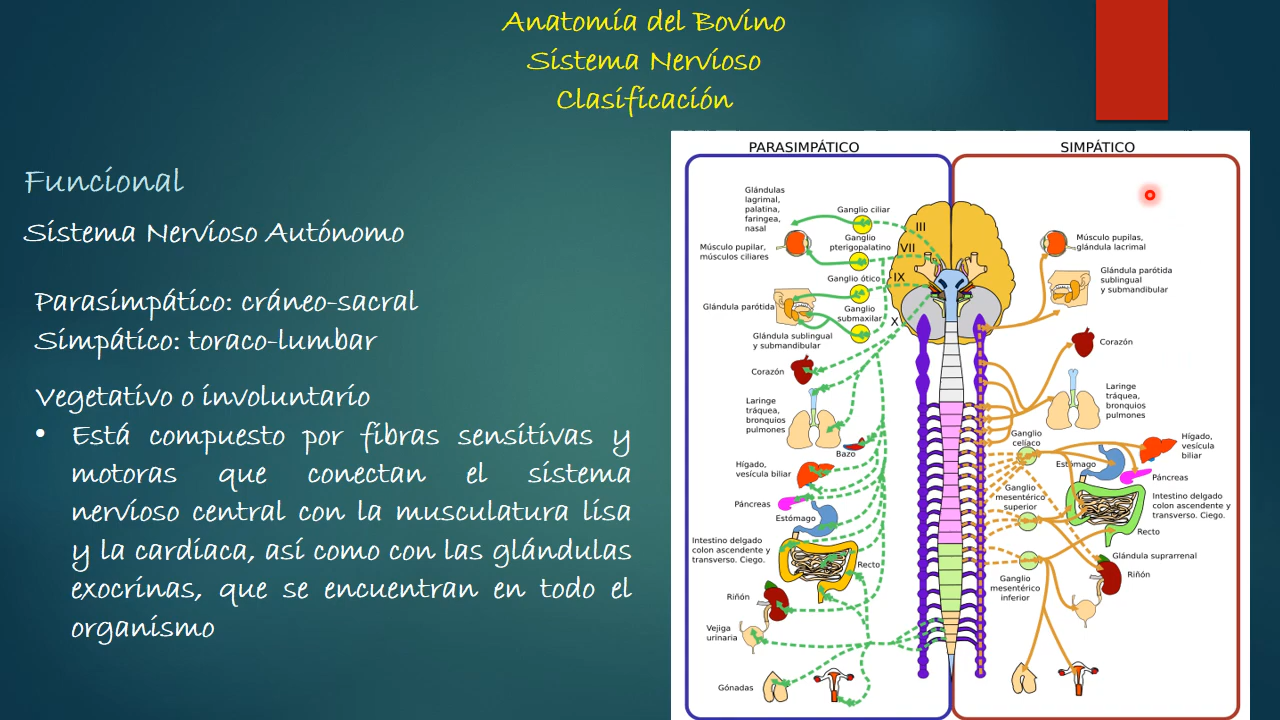 Anatomía del Bovino
Sistema Nervioso
Clasificación
Funcional
Sistema Nervioso Autónomo
Parasimpático: cráneo-sacral
Simpático: toraco-lumbar
Vegetativo o involuntario
• Está compuesto por fibras sensitivas y
motoras que conectan el sistema
nervioso central con la musculatura lisa
y la cardíaca, así como con las glándulas
exocrinas, que se encuentran en todo el
organismo
PARASIMPÁTICO
Glándulas
lagrimal,
palatina,
faringea,
nasal
Ganglio ciliar
Músculo pupilar,
músculos ciliares
Ganglio
pterigopalatino
Ganglio ótico
Glándula parótida
Ganglio
submaxilar
Glándula sublingual
y submandibular
Corazón
Laringe
tráquea,
bronquios
pulmones
Bazo
Hígado,
vesícula biliar
Páncreas
Estómago
Intestino delgado
colon ascendente y
transverso. Ciego.
Recto
Riñón
Vejiga
urinaria
Gónadas
III
VII
IX
X
SIMPÁTICO
Músculo pupilas,
glándula lacrimal
Glándula parótida
sublingual
y submandibular
Corazón
Laringe
tráquea,
bronquios
pulmones
Ganglio
celíaco
Hígado,
vesícula
biliar
Estómago
Páncreas
Ganglio
mesentérico
superior
Intestino delgado
colon ascendente y
transverso. Ciego.
Recto
Glándula suprarrenal
Riñón
Ganglio
mesentérico
inferior